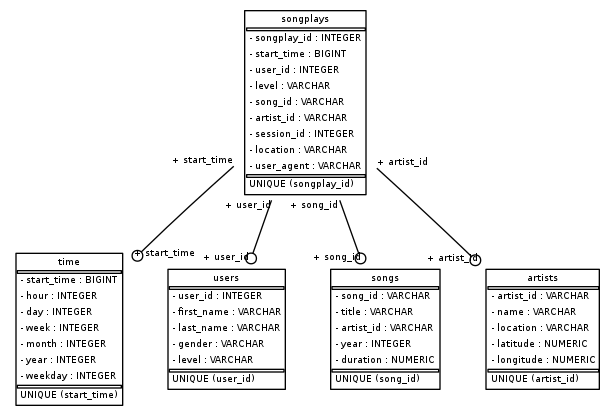 songplays
- songplay_id : INTEGER
- start_time : BIGINT
- user_id : INTEGER
- level : VARCHAR
- song_id : VARCHAR
- artist_id : VARCHAR
- session_id : INTEGER
- location : VARCHAR
- user_agent : VARCHAR
UNIQUE (songplay_id)
+ start_time
+ artist_id
+ user_id
+ song_id
+ start_time
+ user_id
+ song_id
+ artist_id
time
- start_time : BIGINT
- hour : INTEGER
- day : INTEGER
- week : INTEGER
- month : INTEGER
- year : INTEGER
- weekday : INTEGER
UNIQUE (start_time)
users
- user_id : INTEGER
- first_name : VARCHAR
- last_name : VARCHAR
- gender : VARCHAR
- level : VARCHAR
UNIQUE (user_id)
songs
- song_id : VARCHAR
- title : VARCHAR
- artist_id : VARCHAR
- year : INTEGER
- duration : NUMERIC
UNIQUE (song_id)
artists
- artist_id : VARCHAR
- name : VARCHAR
- location : VARCHAR
- latitude : NUMERIC
- longitude : NUMERIC
UNIQUE (artist_id)